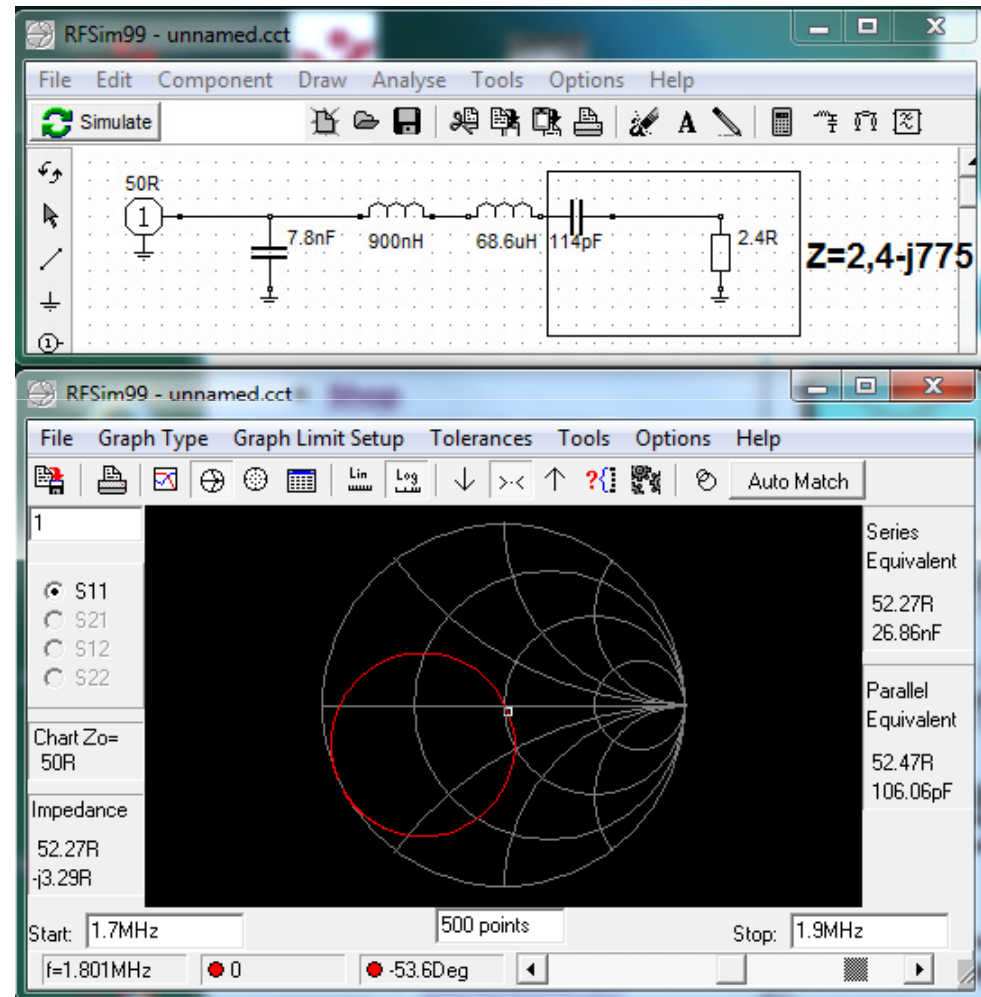 RFSim99 - unnamed.cct
File Edit Component Draw Analyse Tools Options Help
Simulate
A
50R
1
7.8nF
900nH
68.6uH
114pF
2.4R
Z=2,4-j775
1
RFSim99 - unnamed.cct
File Graph Type Graph Limit Setup Tolerances Tools Options Help
Lin
Log
?{
Auto Match
1
S11
S21
S12
S22
Chart Zo=
50R
Impedance
52.27R
-j3.29R
Series
Equivalent
52.27R
26.86nF
Parallel
Equivalent
52.47R
106.06pF
Start: 1.7MHz
500 points
Stop: 1.9MHz
f=1.801MHz
0
-53.6Deg